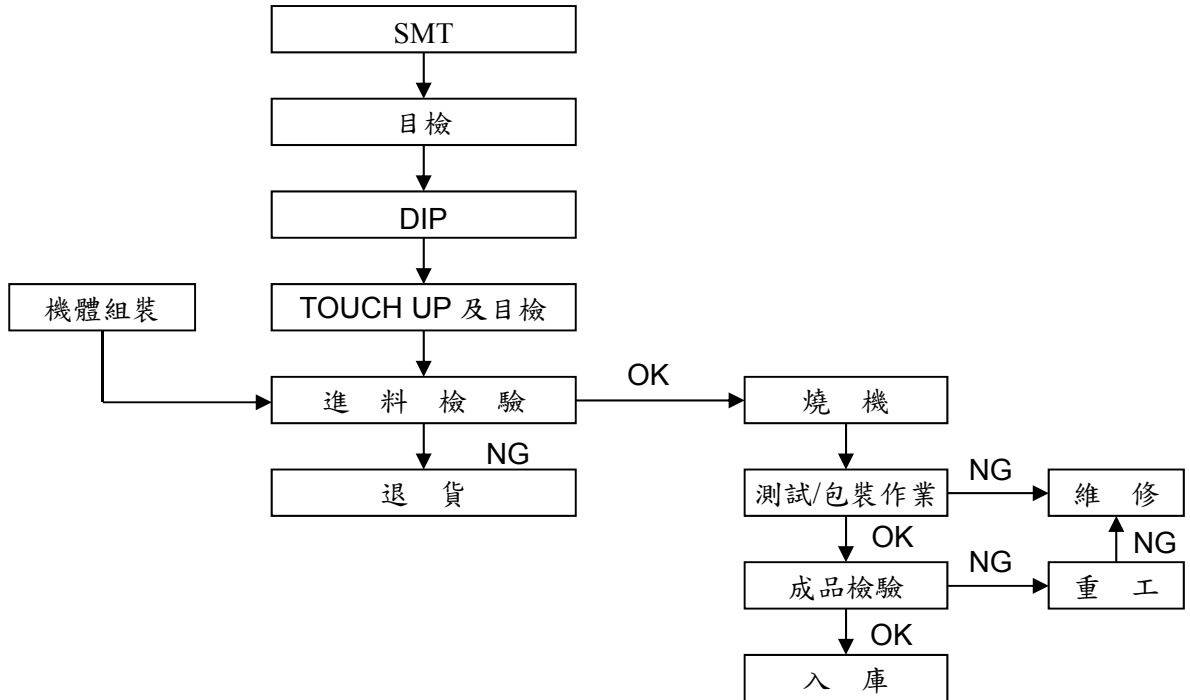 SMT
目檢
DIP
機體組裝
TOUCH UP 及目檢
進 料 檢 驗
OK
燒 機
NG
退 貨
測試/包裝作業
NG
維 修
OK
NG
成品檢驗
NG
重 工
OK
入 庫